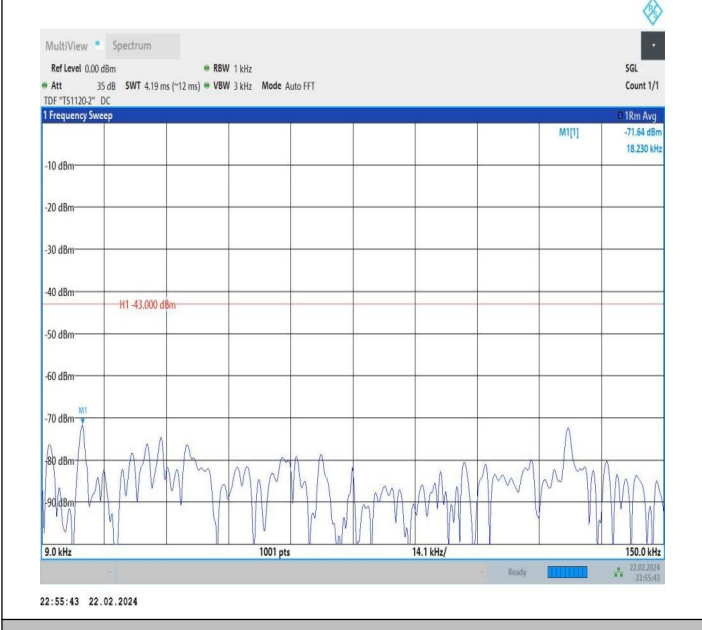 R S
MultiView Spectrum
Ref Level 0.00 dBm RBW 1 kHz SGL
Att 35 dB SWT 4.19 ms (~12 ms) VBW 3 kHz Mode Auto FFT Count 1/1
TDF "TS1120-2" DC
1 Frequency Sweep 1Rm Avg
M1[1] -71.64 dBm
18.230 kHz
-10 dBm
-20 dBm
-30 dBm
-40 dBm
H1 -43.000 dBm
-50 dBm
-60 dBm
M1
-70 dBm
-80 dBm
-90 dBm
9.0 kHz 1001 pts 14.1 kHz/ 150.0 kHz
Ready 22.02.2024
22:55:43
22:55:43 22.02.2024